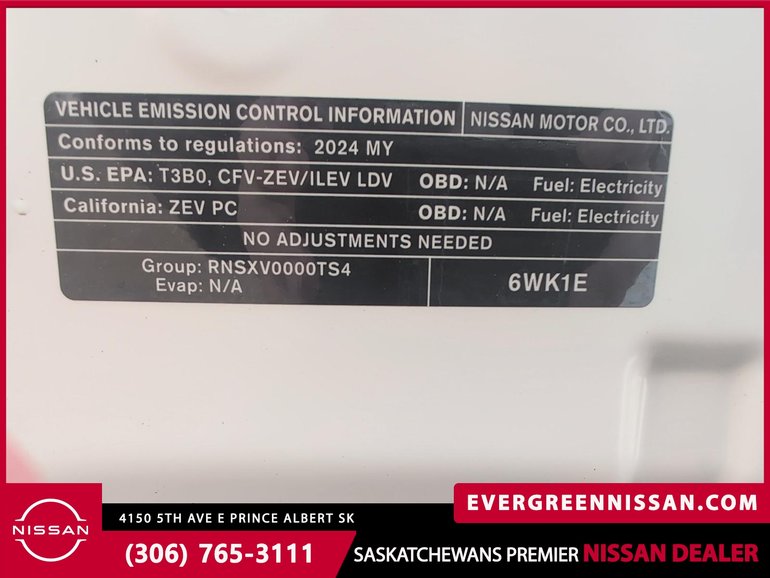 VEHICLE EMISSION CONTROL INFORMATION NISSAN MOTOR CO., LTD.
Conforms to regulations: 2024 MY
U.S. EPA: T3B0, CFV-ZEV/ILEV LDV OBD: N/A Fuel: Electricity
California: ZEV PC OBD: N/A Fuel: Electricity
NO ADJUSTMENTS NEEDED
Group: RNSXV0000TS4
Evap: N/A
6WK1E
EVERGREENNISSAN.COM
NISSAN
4150 5TH AVE E PRINCE ALBERT SK
(306) 765-3111
SASKATCHEWANS PREMIER NISSAN DEALER